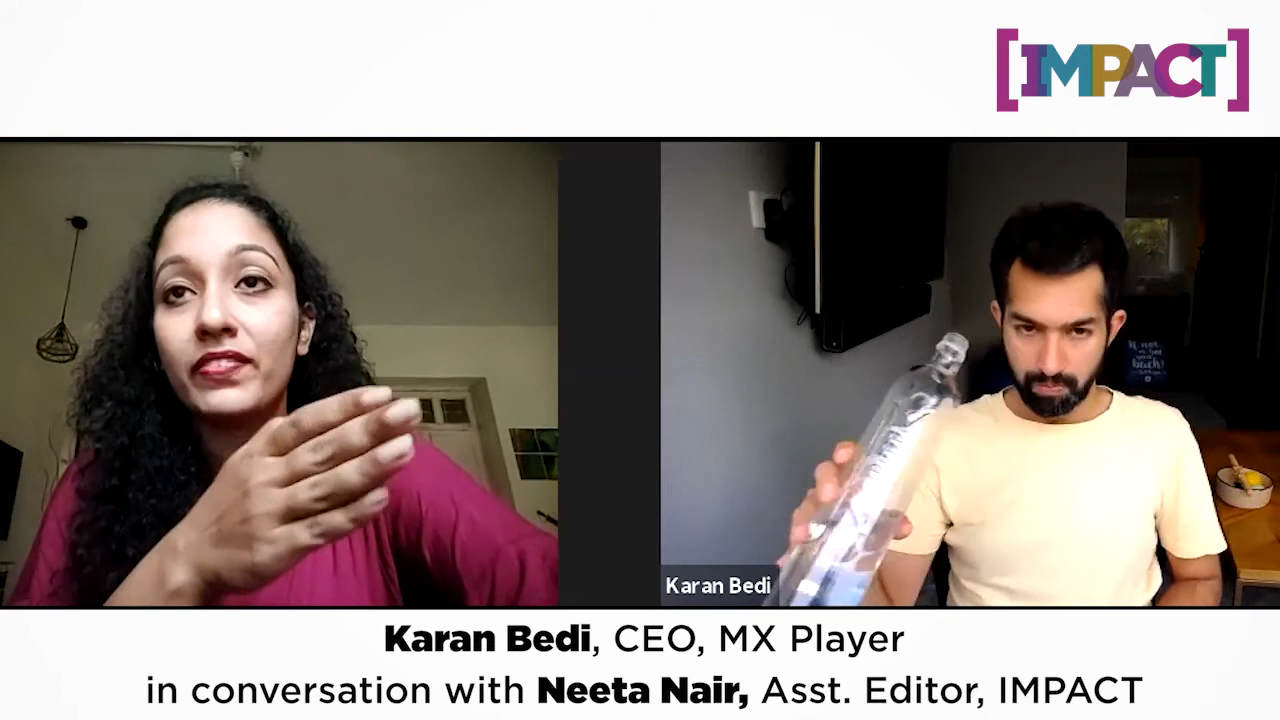 [IMPACT]
Karan Bedi
Karan Bedi, CEO, MX Player
in conversation with Neeta Nair, Asst. Editor, IMPACT